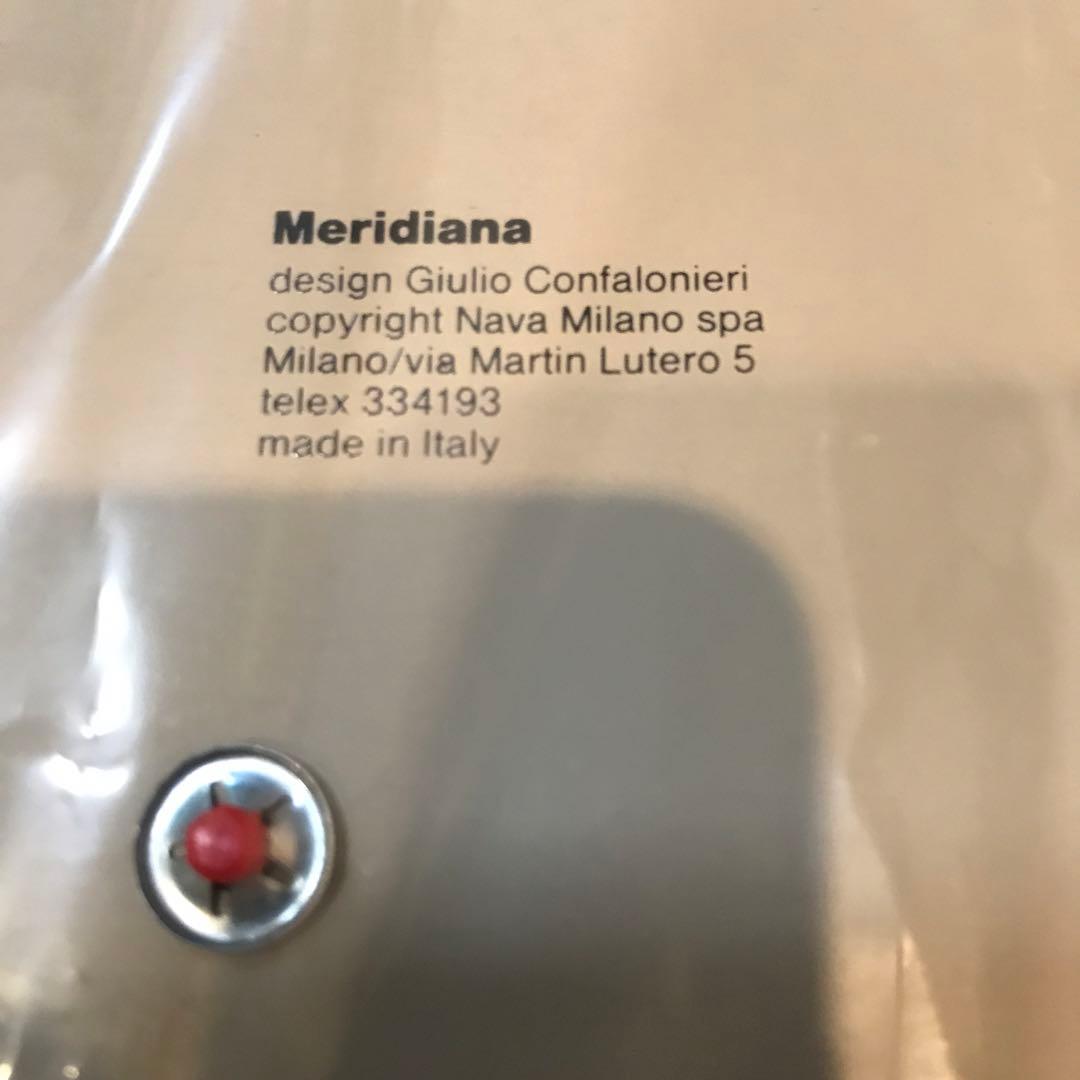 Meridiana
design Giulio Confalonieri
copyright Nava Milano spa
Milano/via Martin Lutero 5
telex 334193
made in Italy